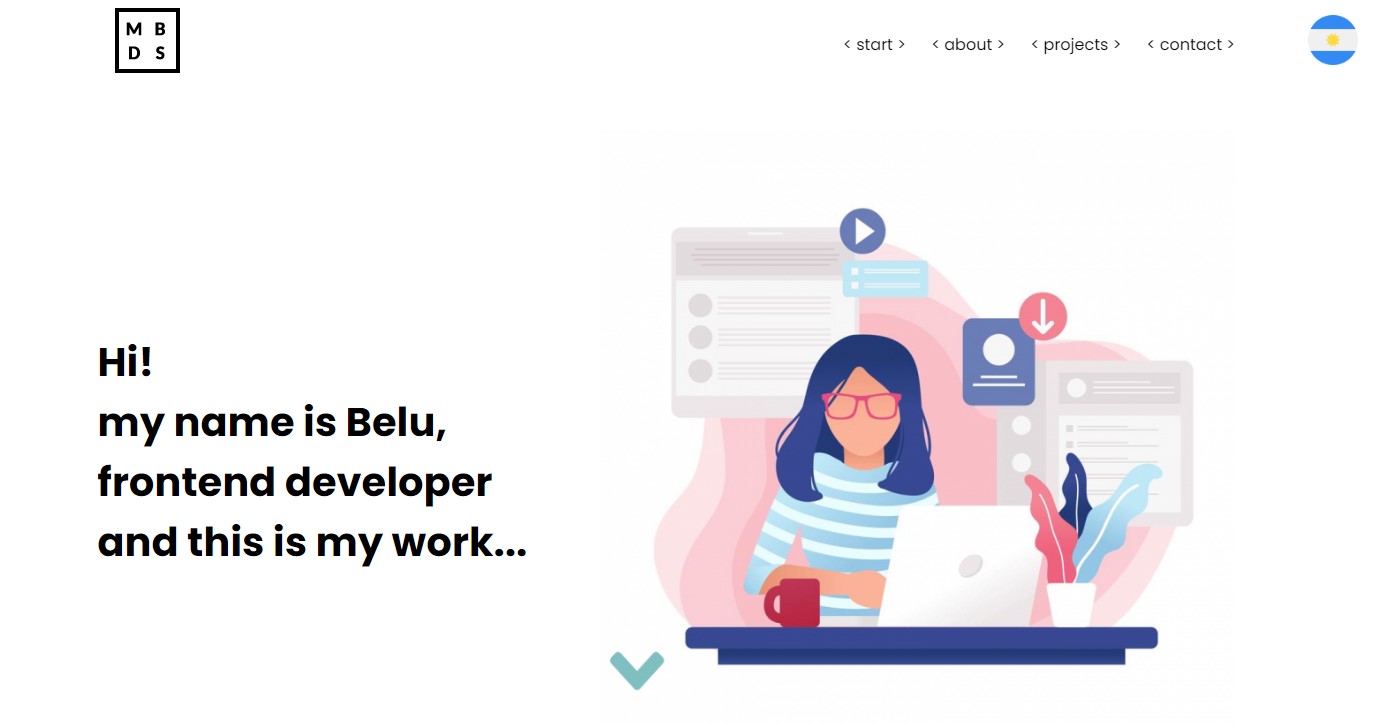 M B
D S
< start > < about > < projects > < contact >
Hi!
my name is Belu,
frontend developer
and this is my work...